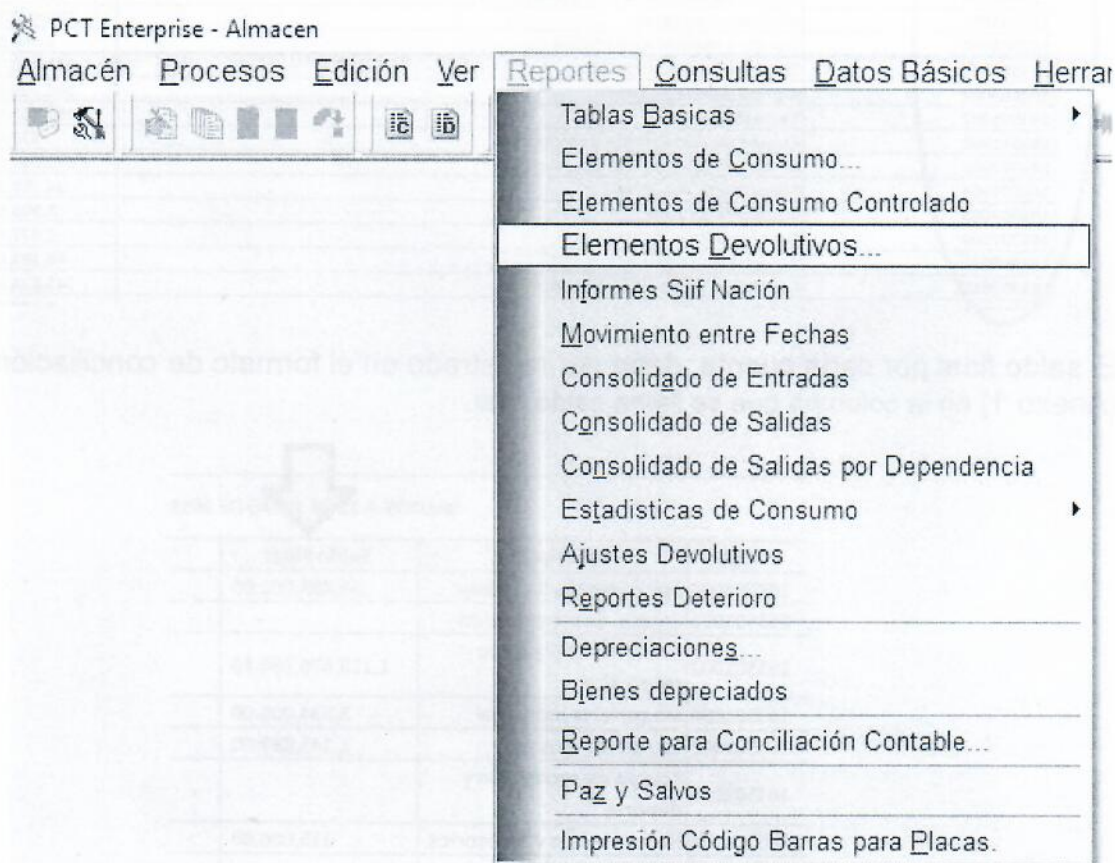 PCT Enterprise - Almacen
Almacén Procesos Edición Ver Reportes Consultas Datos Básicos Herrar
Tablas Basicas
Elementos de Consumo...
Elementos de Consumo Controlado
Elementos Devolutivos...
Informes Siif Nación
Movimiento entre Fechas
Consolidado de Entradas
Consolidado de Salidas
Consolidado de Salidas por Dependencia
Estadisticas de Consumo
Ajustes Devolutivos
Reportes Deterioro
Depreciaciones...
Bienes depreciados
Reporte para Conciliación Contable...
Paz y Salvos
Impresión Código Barras para Placas.